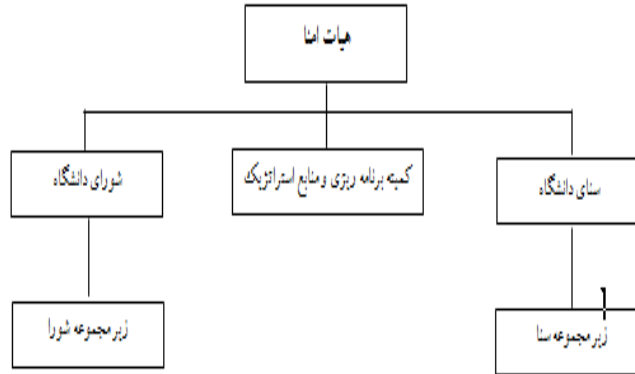 هیات امنا
شورای دانشگاه
کمیته برنامه ریزی و منابع استراتژیک
سنای دانشگاه
زیر مجموعه شورا
زیر مجموعه سنا